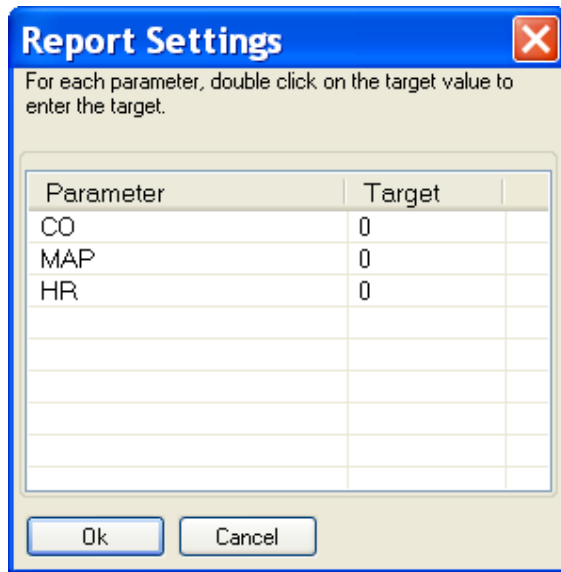 Report Settings
For each parameter, double click on the target value to
enter the target.
Parameter Target
CO 0
MAP 0
HR 0
Ok Cancel